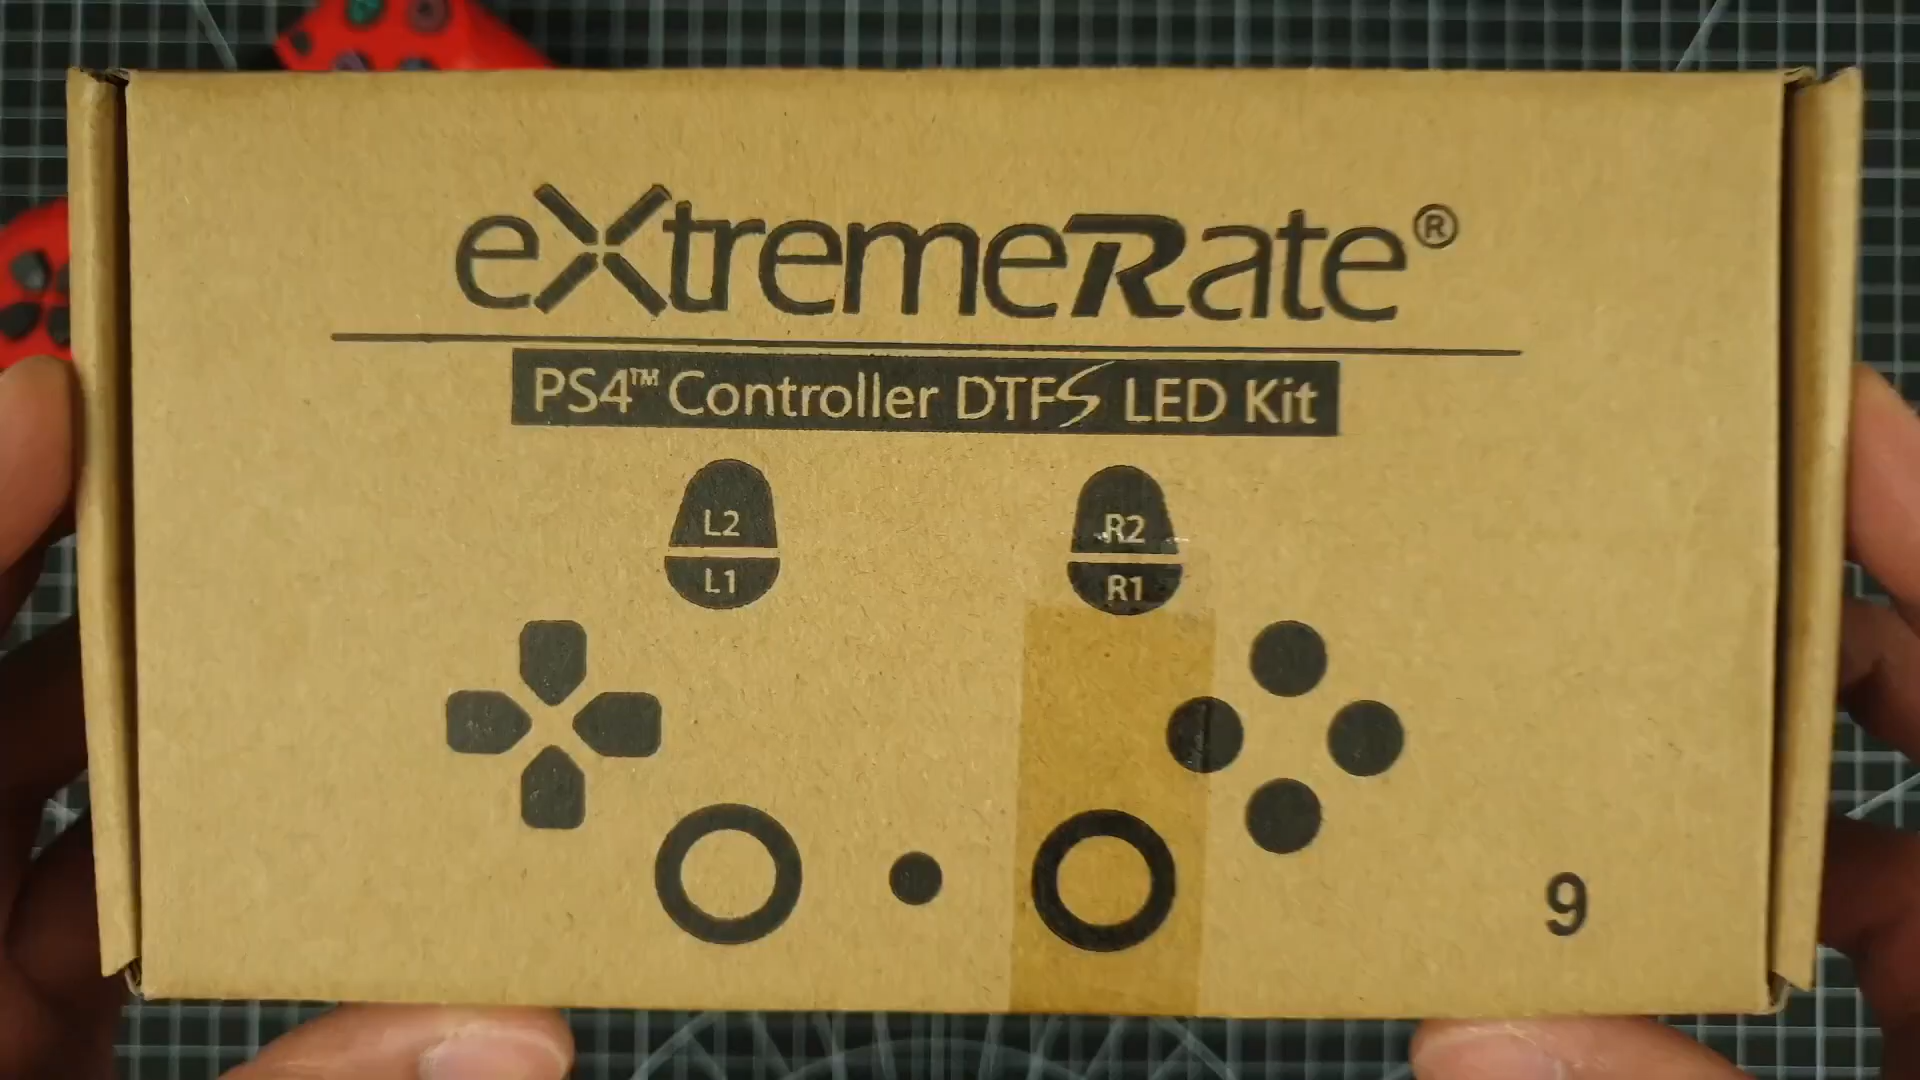 eXtremeRate®
PS4™ Controller DTFS LED Kit
L2
R2
L1
R1
9